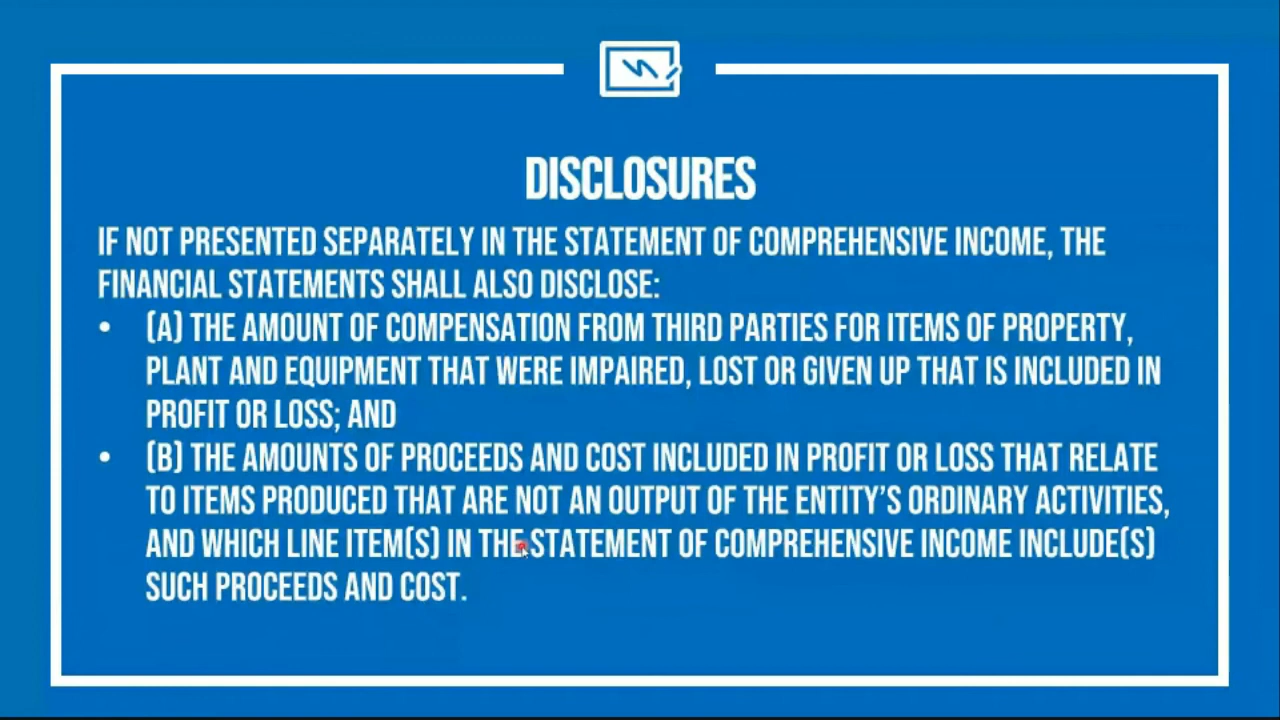 DISCLOSURES
IF NOT PRESENTED SEPARATELY IN THE STATEMENT OF COMPREHENSIVE INCOME, THE
FINANCIAL STATEMENTS SHALL ALSO DISCLOSE:
• (A) THE AMOUNT OF COMPENSATION FROM THIRD PARTIES FOR ITEMS OF PROPERTY,
PLANT AND EQUIPMENT THAT WERE IMPAIRED, LOST OR GIVEN UP THAT IS INCLUDED IN
PROFIT OR LOSS; AND
• (B) THE AMOUNTS OF PROCEEDS AND COST INCLUDED IN PROFIT OR LOSS THAT RELATE
TO ITEMS PRODUCED THAT ARE NOT AN OUTPUT OF THE ENTITY’S ORDINARY ACTIVITIES,
AND WHICH LINE ITEM(S) IN THE STATEMENT OF COMPREHENSIVE INCOME INCLUDE(S)
SUCH PROCEEDS AND COST.